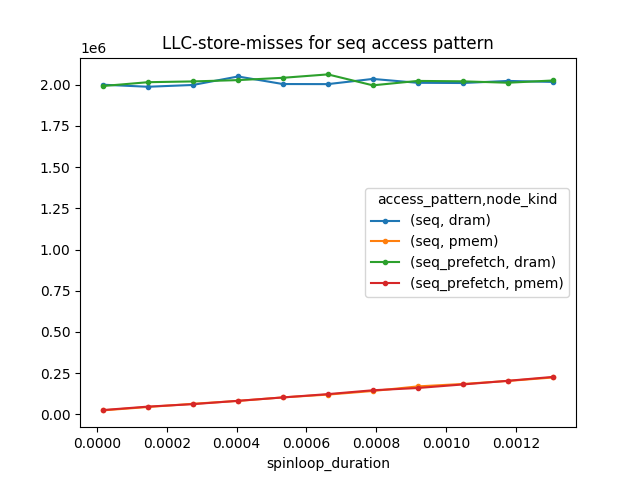 LLC-store-misses for seq access pattern
1e6
2.00
1.75
1.50
1.25
1.00
0.75
0.50
0.25
0.00
access_pattern,node_kind
(seq, dram)
(seq, pmem)
(seq_prefetch, dram)
(seq_prefetch, pmem)
0.0000 0.0002 0.0004 0.0006 0.0008 0.0010 0.0012
spinloop_duration